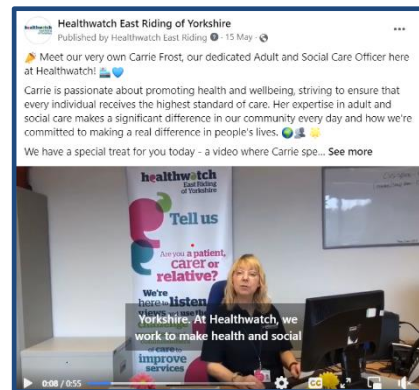 healthwatch
Healthwatch East Riding of Yorkshire
Published by Healthwatch East Riding · 15 May ·
Meet our very own Carrie Frost, our dedicated Adult and Social Care Officer here
at Healthwatch!
Carrie is passionate about promoting health and wellbeing, striving to ensure that
every individual receives the highest standard of care. Her expertise in adult and
social care makes a significant difference in our community every day and how we're
committed to making a real difference in people's lives.
We have a special treat for you today - a video where Carrie spe... See more
healthwatch
East Riding
of Yorkshire
Tell us
Are you a patient,
carer or
relative?
We're
here to listen
Yorkshire. At Healthwatch, we
work to make health and social
of care to
improve
services
0:08 / 0:55
CC